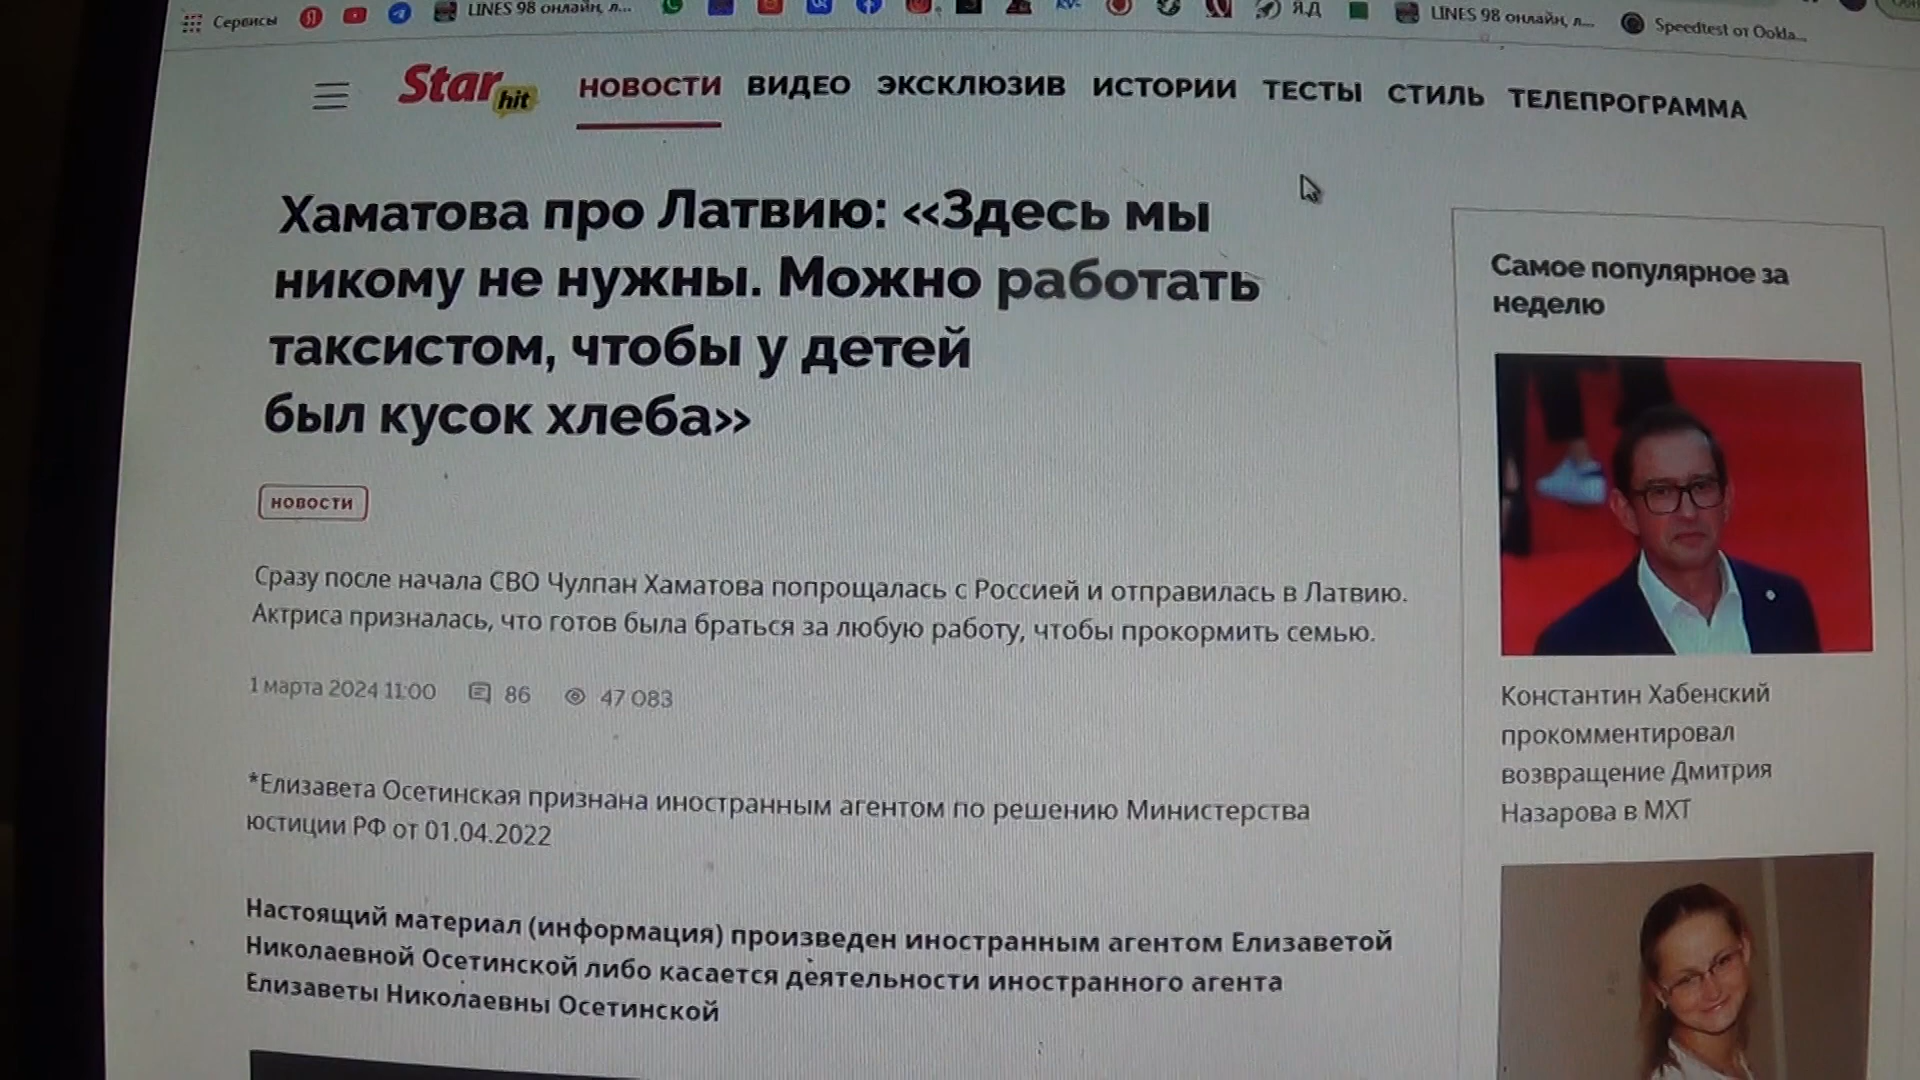 Сервисы
LINES 98 онлайн, л...
ЯД
LINES 98 онлайн, л...
Speedtest от Ookla...
Star hit
НОВОСТИ ВИДЕО ЭКСКЛЮЗИВ ИСТОРИИ ТЕСТЫ СТИЛЬ ТЕЛЕПРОГРАММА
Хаматова про Латвию: «Здесь мы
никому не нужны. Можно работать
таксистом, чтобы у детей
был кусок хлеба»
НОВОСТИ
Сразу после начала СВО Чулпан Хаматова попрощалась с Россией и отправилась в Латвию.
Актриса призналась, что готов была браться за любую работу, чтобы прокормить семью.
1 марта 2024 11:00 86 47 083
*Елизавета Осетинская признана иностранным агентом по решению Министерства
юстиции РФ от 01.04.2022
Настоящий материал (информация) произведен иностранным агентом Елизаветой
Николаевной Осетинской либо касается деятельности иностранного агента
Елизаветы Николаевны Осетинской
Самое популярное за
неделю
Константин Хабенский
прокомментировал
возвращение Дмитрия
Назарова в МХТ